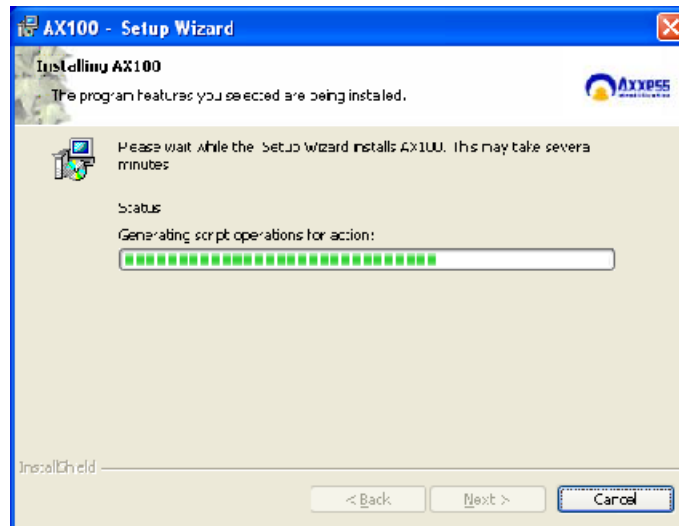 AX100 - Setup Wizard
Installing AX100
The program features you selected are being installed.
AXXESS
Please wait while the Setup Wizard installs AX100. This may take several
minutes
Status
Generating script operations for action:
InstallShield
< Back
Next >
Cancel